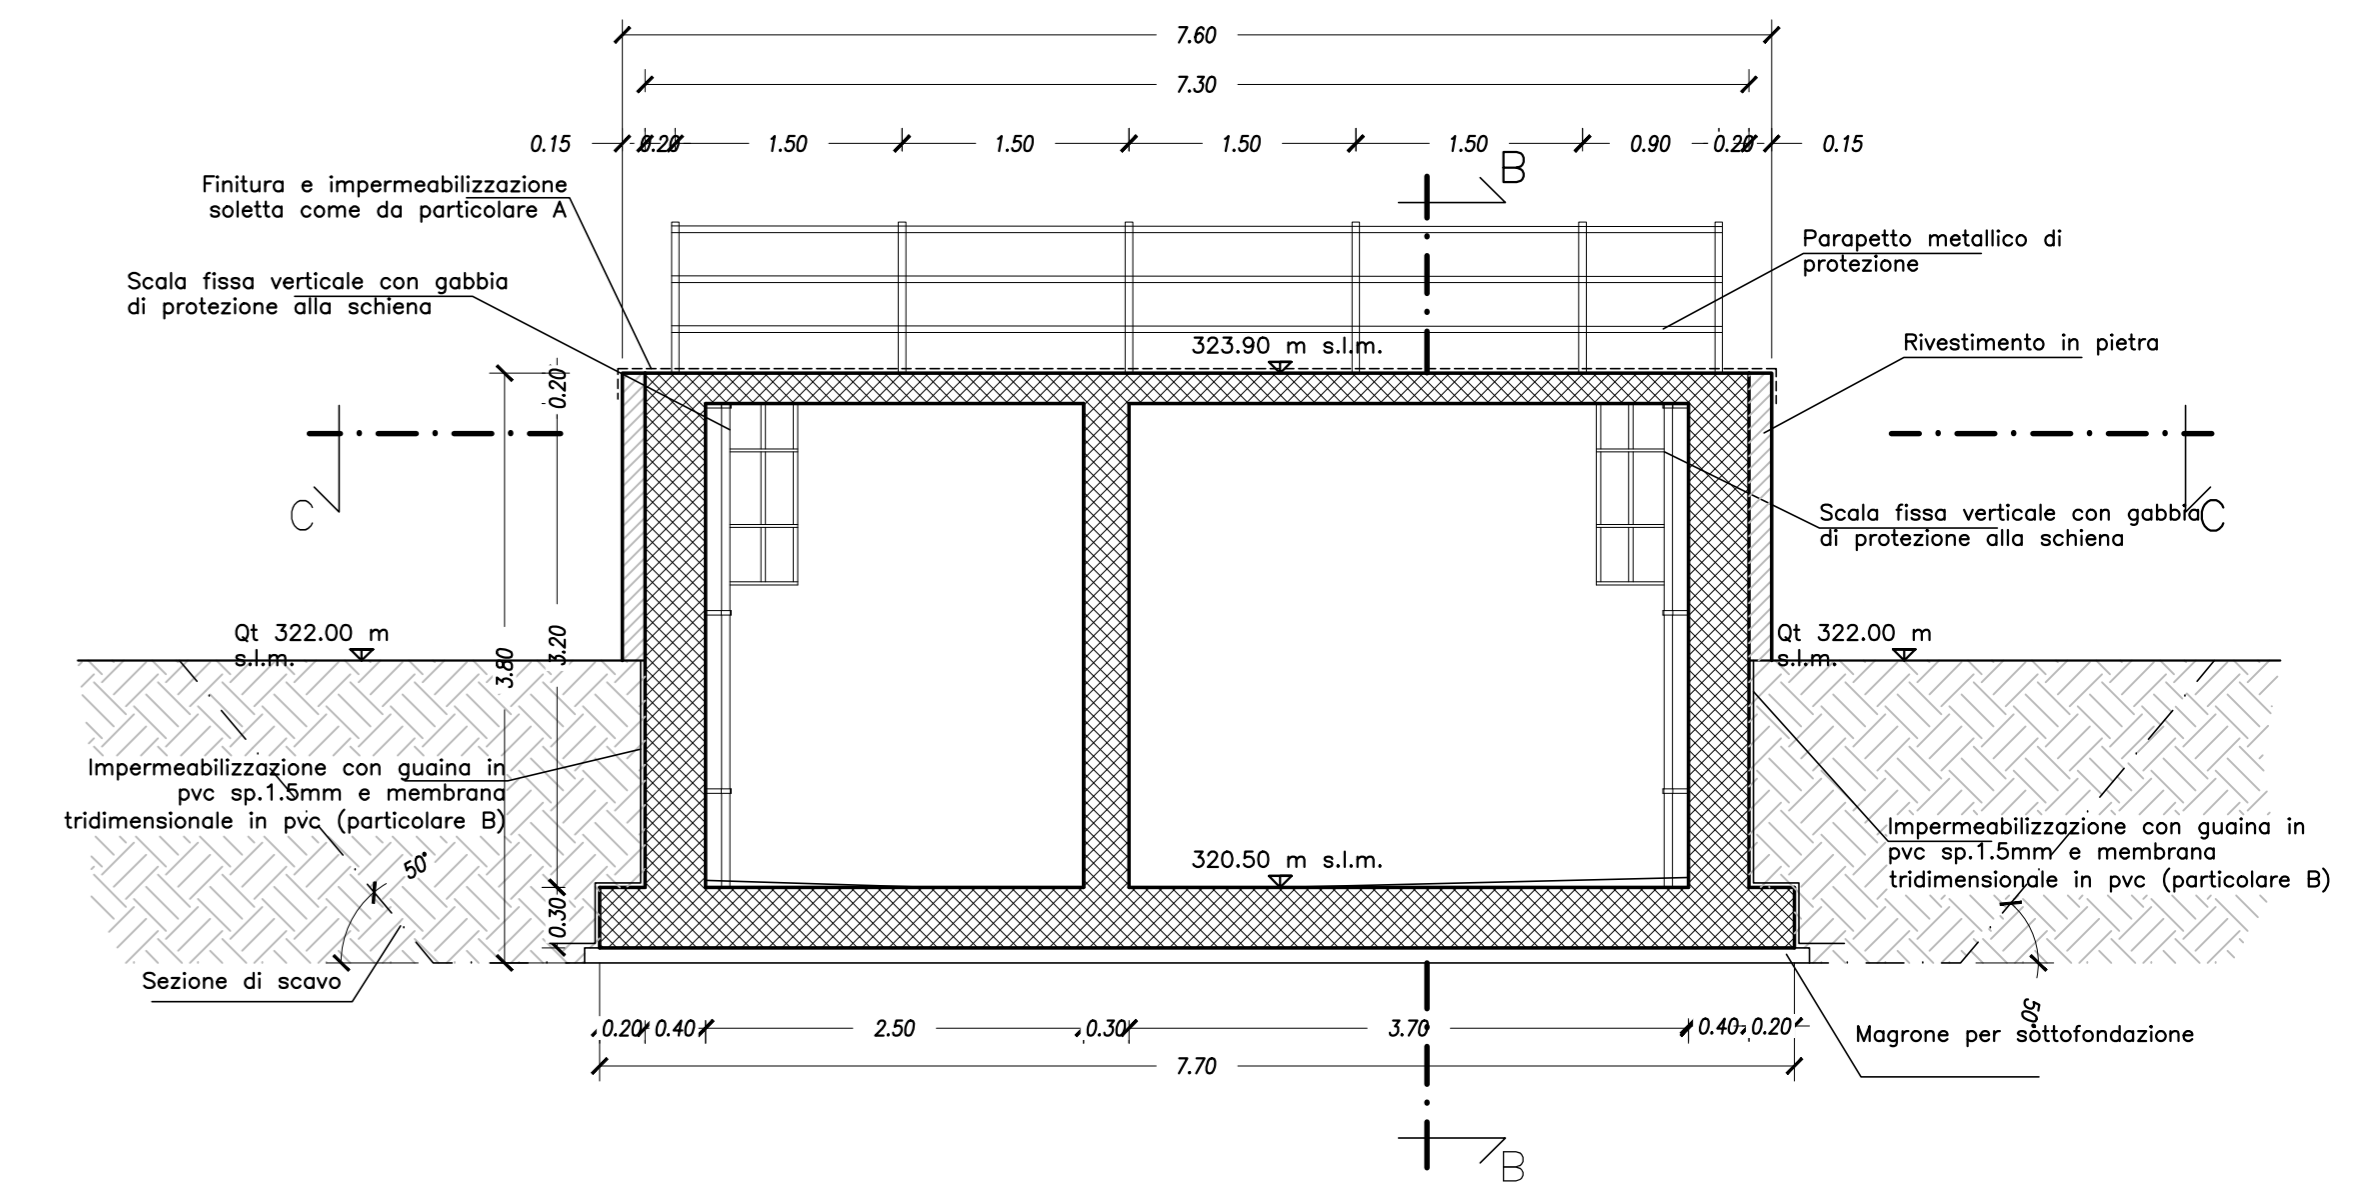 7.60
7.30
0.15 0.20 1.50 1.50 1.50 1.50 0.90 0.20 0.15
B
Finitura e impermeabilizzazione
soletta come da particolare A
Parapetto metallico di
protezione
Scala fissa verticale con gabbia
di protezione alla schiena
323.90 m s.l.m.
Rivestimento in pietra
0.20
C
Scala fissa verticale con gabbia
di protezione alla schiena
C
Qt 322.00 m
s.l.m.
3.80
3.20
Qt 322.00 m
s.l.m.
Impermeabilizzazione con guaina in
pvc sp.1.5mm e membrana
tridimensionale in pvc (particolare B)
50°
320.50 m s.l.m.
Impermeabilizzazione con guaina in
pvc sp.1.5mm e membrana
tridimensionale in pvc (particolare B)
0.30
Sezione di scavo
50°
0.20 0.40 2.50 0.30 3.70 0.40 0.20
Magrone per sottofondazione
7.70
B